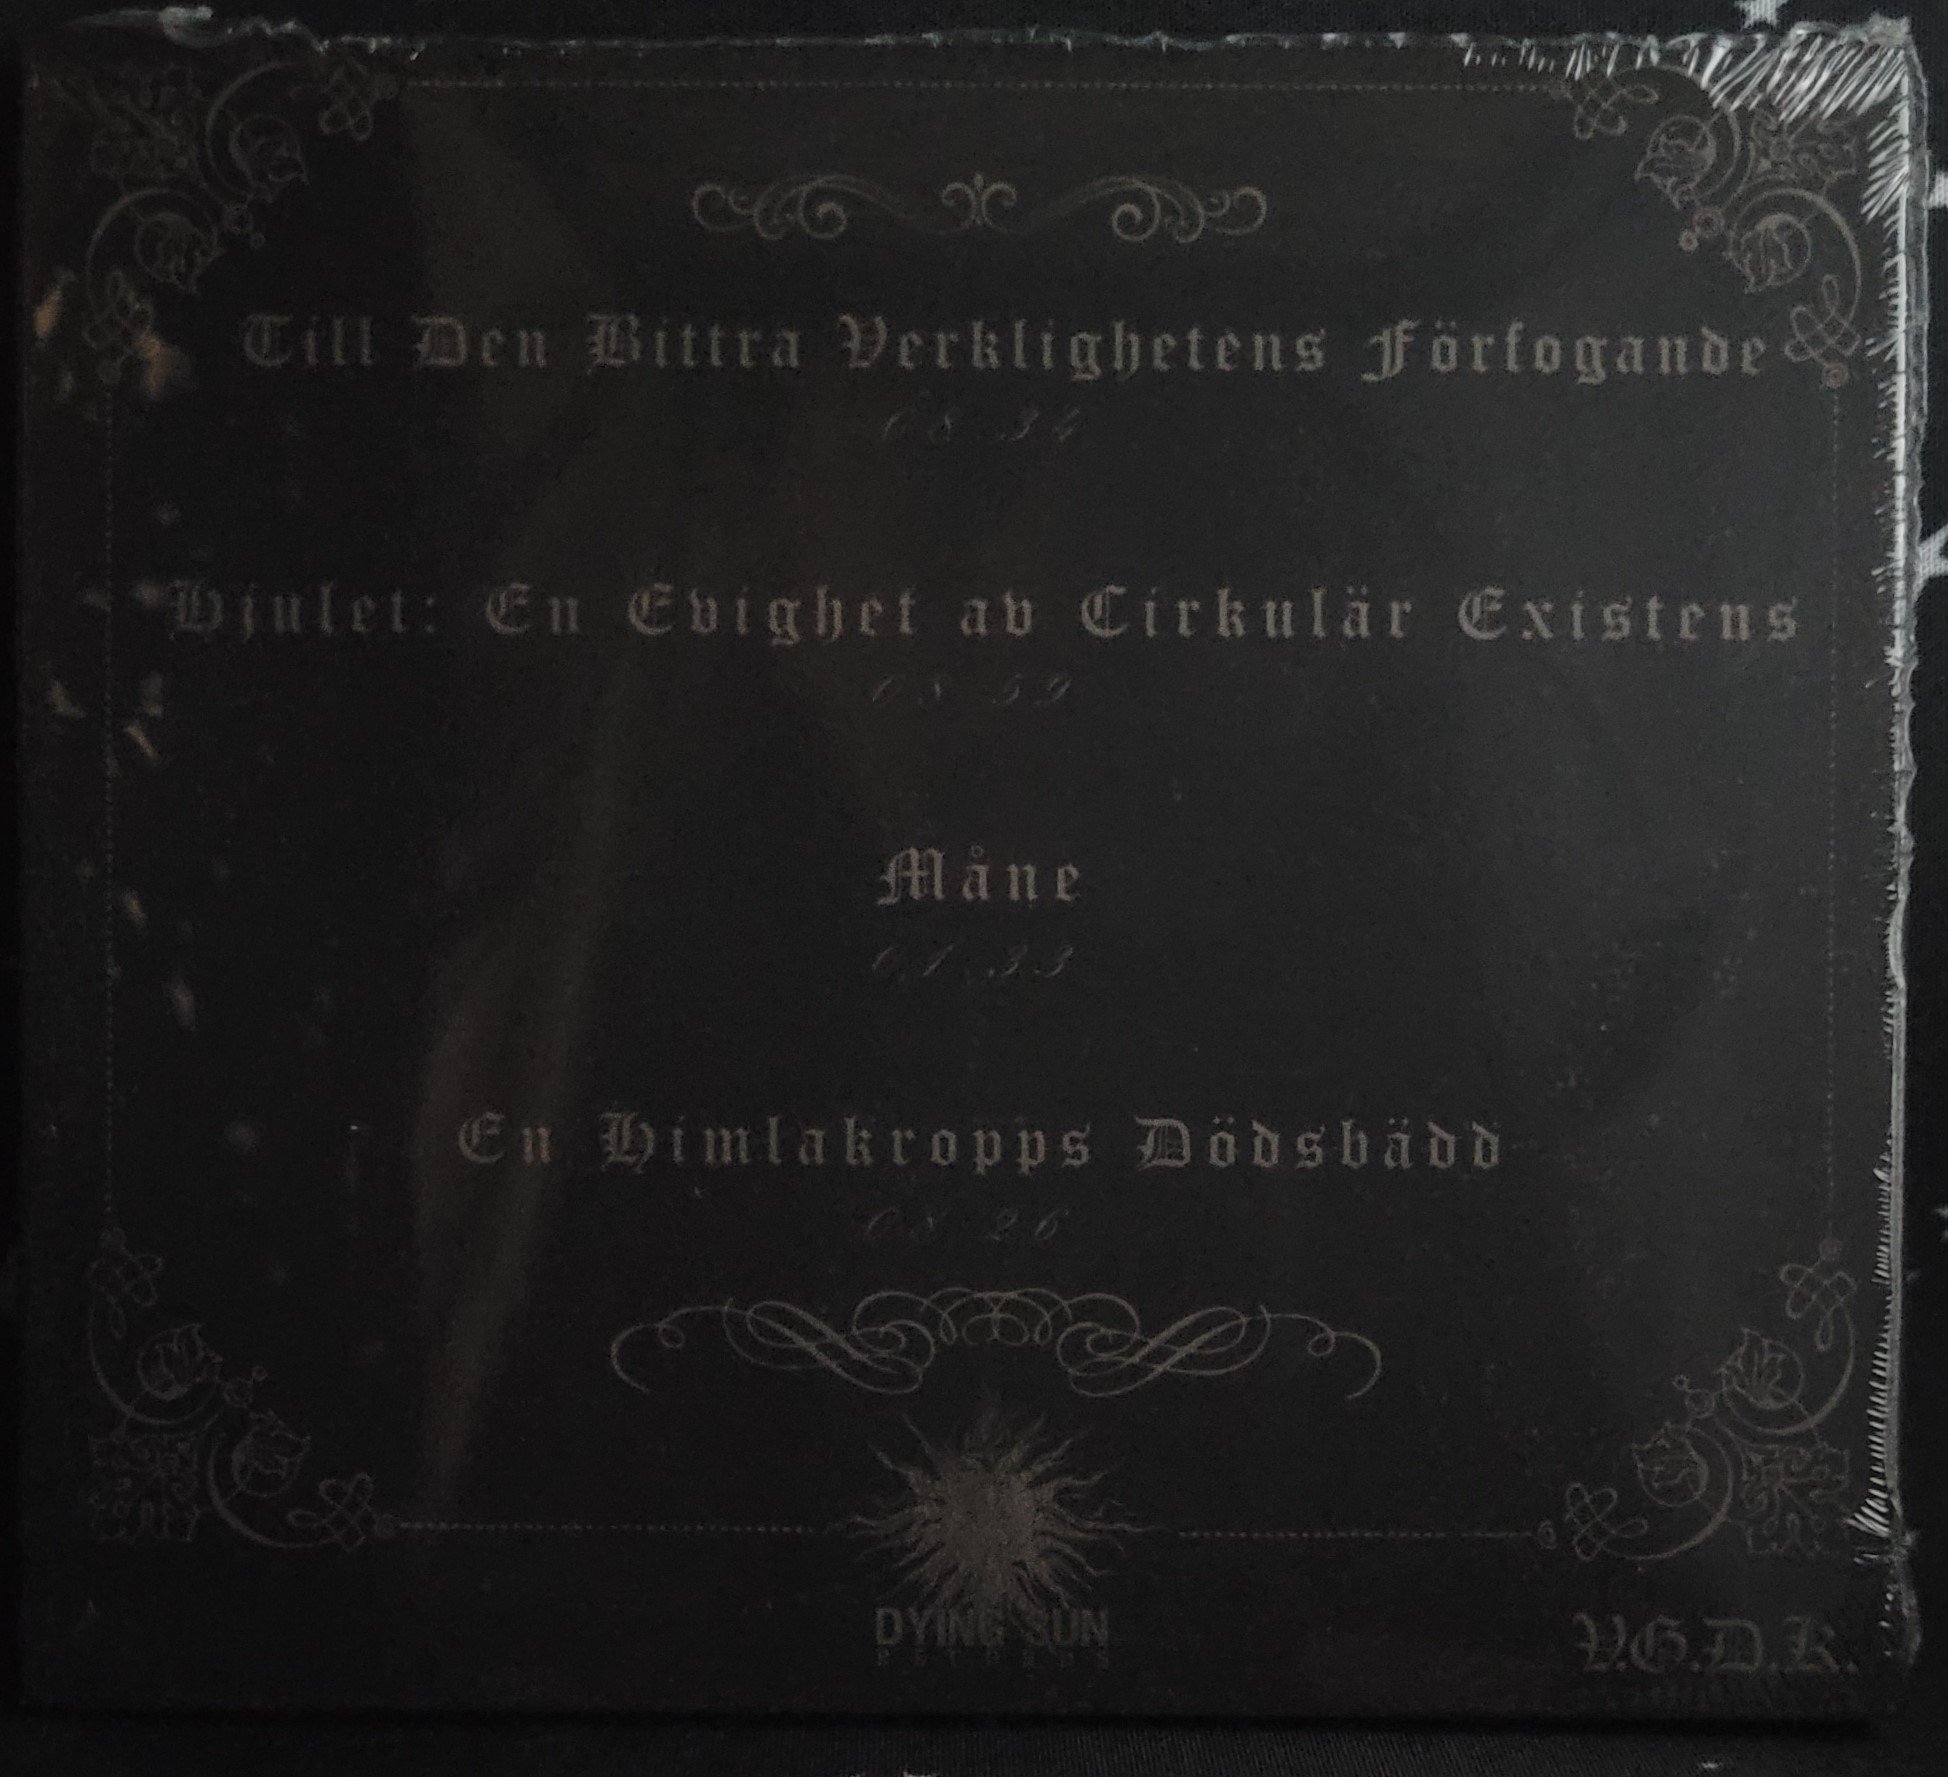 Till Den Bittra Verklighetens Förfogande
08:34
Hjulet: En Evighet av Cirkulär Existens
08:59
Måne
01:33
En Himlakropps Dödsbädd
08:26
DYING SUN
RECORDS
V.G.D.K.